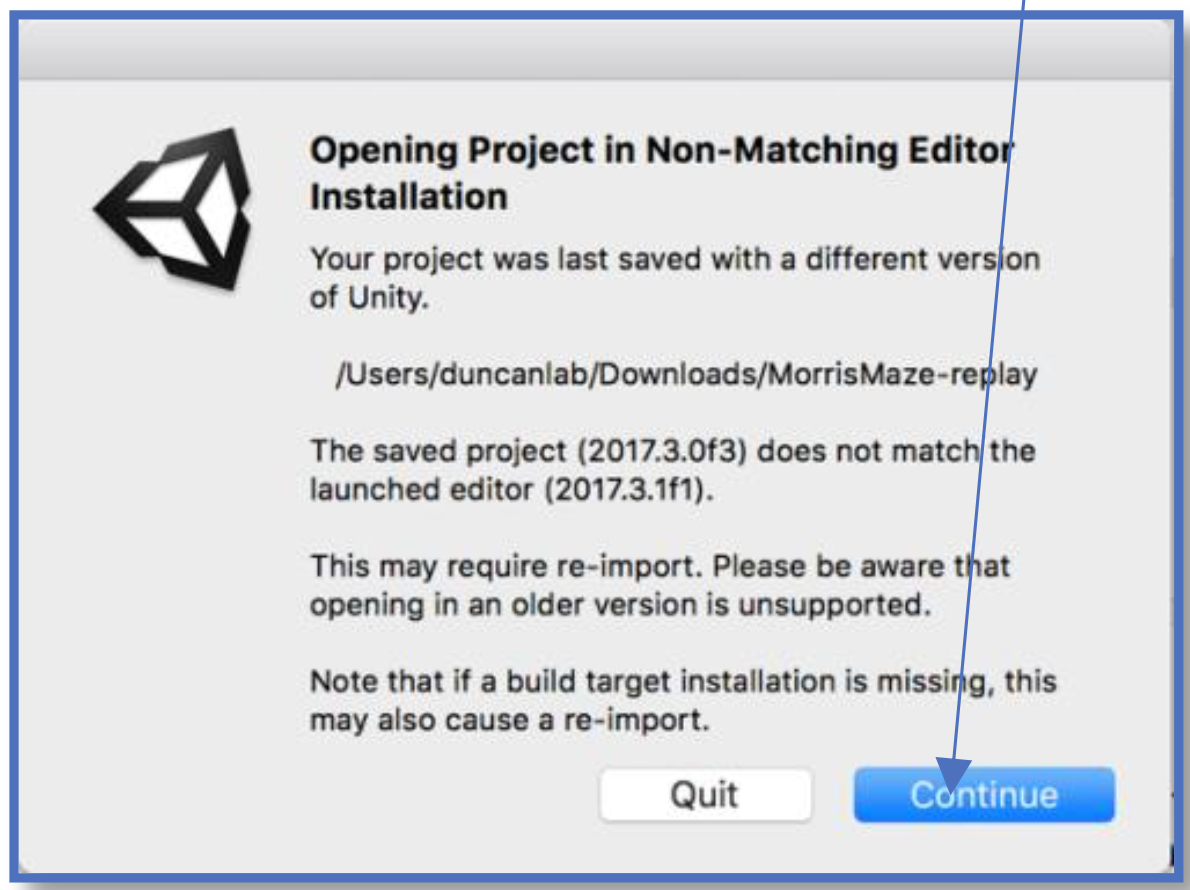 Opening Project in Non-Matching Editor
Installation
Your project was last saved with a different version
of Unity.
/Users/duncanlab/Downloads/MorrisMaze-replay
The saved project (2017.3.0f3) does not match the
launched editor (2017.3.1f1).
This may require re-import. Please be aware that
opening in an older version is unsupported.
Note that if a build target installation is missing, this
may also cause a re-import.
Quit Continue